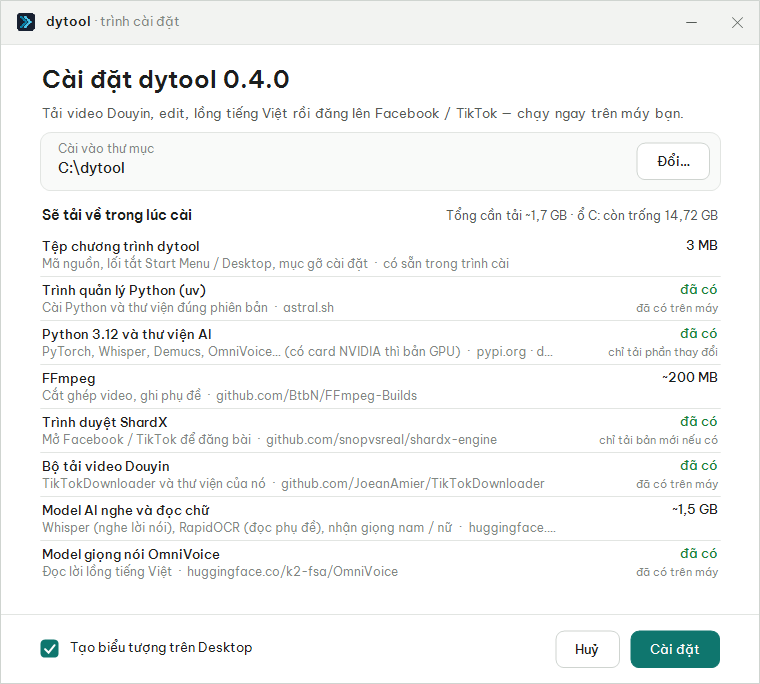 dytool · trình cài đặt
Cài đặt dytool 0.4.0
Tải video Douyin, edit, lồng tiếng Việt rồi đăng lên Facebook / TikTok — chạy ngay trên máy bạn.
Cài vào thư mục
C:\dytool
Đổi...
Sẽ tải về trong lúc cài
Tổng cần tải ~1,7 GB · ổ C: còn trống 14,72 GB
Tệp chương trình dytool
3 MB
Mã nguồn, lối tắt Start Menu / Desktop, mục gỡ cài đặt · có sẵn trong trình cài
Trình quản lý Python (uv)
đã có
Cài Python và thư viện đúng phiên bản · astral.sh
đã có trên máy
Python 3.12 và thư viện AI
đã có
PyTorch, Whisper, Demucs, OmniVoice... (có card NVIDIA thì bản GPU) · pypi.org · d...
chỉ tải phần thay đổi
FFmpeg
~200 MB
Cắt ghép video, ghi phụ đề · github.com/BtbN/FFmpeg-Builds
Trình duyệt ShardX
đã có
Mở Facebook / TikTok để đăng bài · github.com/snopvsreal/shardx-engine
chỉ tải bản mới nếu có
Bộ tải video Douyin
đã có
TikTokDownloader và thư viện của nó · github.com/JoeanAmier/TikTokDownloader
đã có trên máy
Model AI nghe và đọc chữ
~1,5 GB
Whisper (nghe lời nói), RapidOCR (đọc phụ đề), nhận giọng nam / nữ · huggingface....
Model giọng nói OmniVoice
đã có
Đọc lời lồng tiếng Việt · huggingface.co/k2-fsa/OmniVoice
đã có trên máy
Tạo biểu tượng trên Desktop
Huỷ
Cài đặt